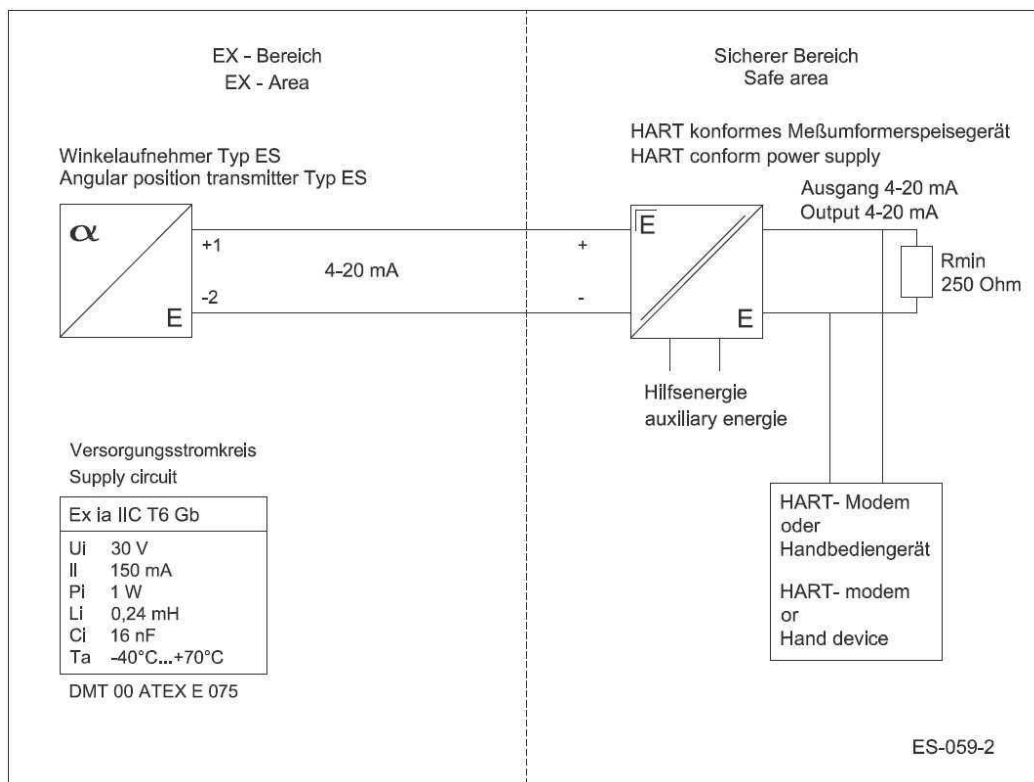 EX - Bereich
EX - Area
Sicherer Bereich
Safe area
Winkelaufnehmer Typ ES
Angular position transmitter Typ ES
HART konformes Meßumformerspeisegerät
HART conform power supply
Ausgang 4-20 mA
Output 4-20 mA
α
E
+1
-2
4-20 mA
+
-
E
E
Rmin
250 Ohm
Hilfsenergie
auxiliary energie
Versorgungsstromkreis
Supply circuit
Ex ia IIC T6 Gb
Ui 30 V
II 150 mA
Pi 1 W
Li 0,24 mH
Ci 16 nF
Ta -40°C...+70°C
DMT 00 ATEX E 075
HART- Modem
oder
Handbediengerät
HART- modem
or
Hand device
ES-059-2